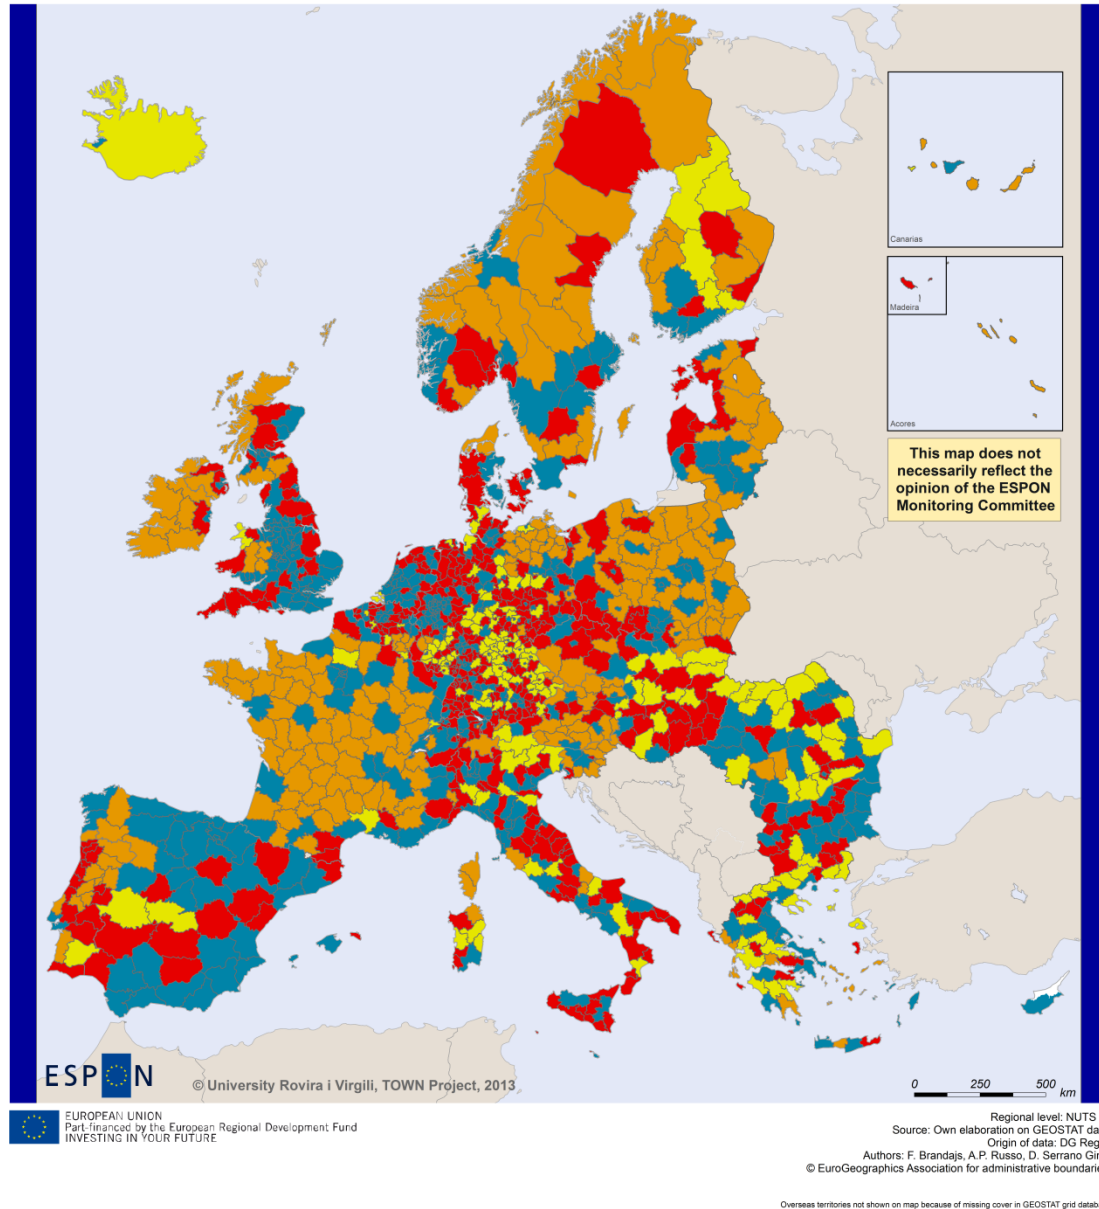 Canarias
Madeira
Acores
This map does not
necessarily reflect the
opinion of the ESPON
Monitoring Committee
ESPON
© University Rovira i Virgili, TOWN Project, 2013
0 250 500
km
EUROPEAN UNION
Part-financed by the European Regional Development Fund
INVESTING IN YOUR FUTURE
Regional level: NUTS
Source: Own elaboration on GEOSTAT da
Origin of data: DG Reg
Authors: F. Brandajs, A.P. Russo, D. Serrano Gin
© EuroGeographics Association for administrative boundarie
Overseas territories not shown on map because of missing cover in GEOSTAT grid datab